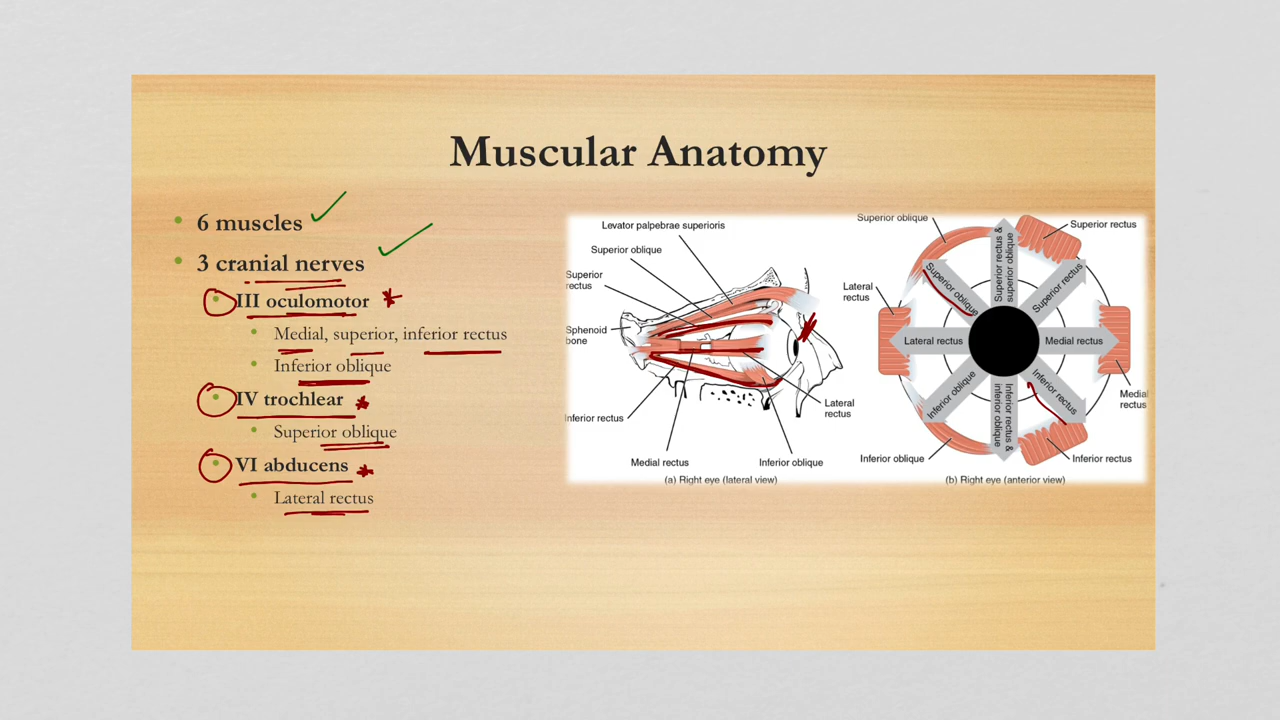 Muscular Anatomy
6 muscles
3 cranial nerves
III oculomotor
Medial, superior, inferior rectus
Inferior oblique
IV trochlear
Superior oblique
VI abducens
Lateral rectus
Levator palpebrae superioris
Superior oblique
Superior
rectus
Sphenoid
bone
Inferior rectus
Medial rectus
Inferior oblique
Lateral
rectus
(a) Right eye (lateral view)
Superior oblique
Superior rectus
Lateral
rectus
Superior oblique
Superior rectus &
superior oblique
Superior rectus
Lateral rectus
Medial rectus
Inferior oblique
Inferior rectus &
inferior oblique
Inferior rectus
Medial
rectus
Inferior oblique
Inferior rectus
(b) Right eye (anterior view)